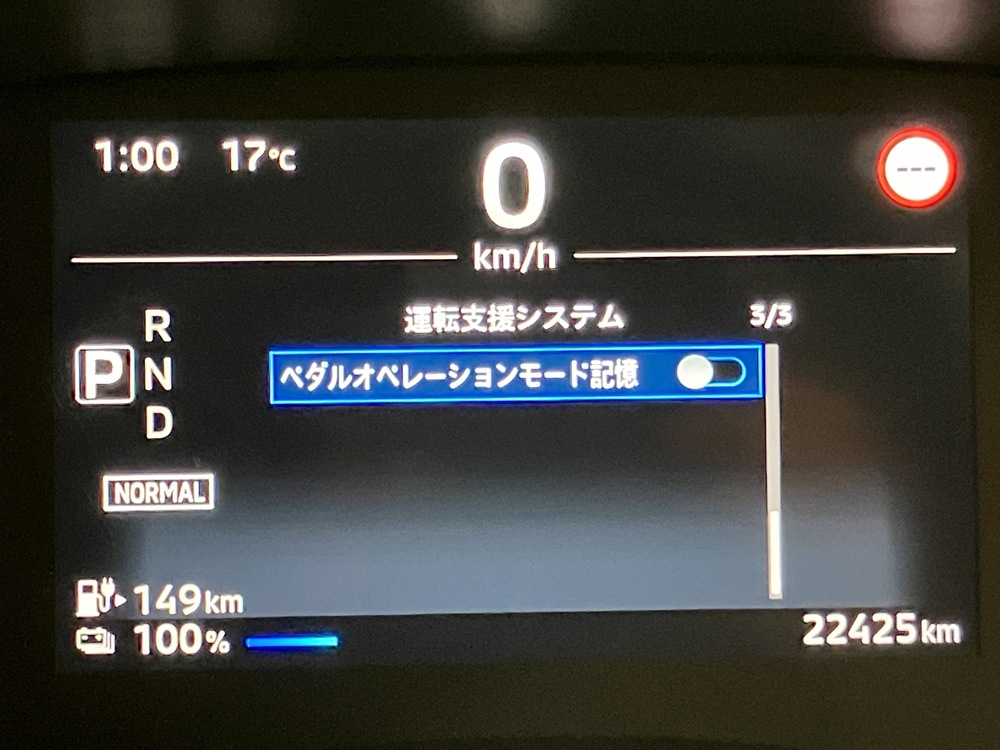 1:00 17℃
0
km/h
---
運転支援システム 3/3
ペダルオペレーションモード記憶
R
P N
D
NORMAL
149km
100%
22425km